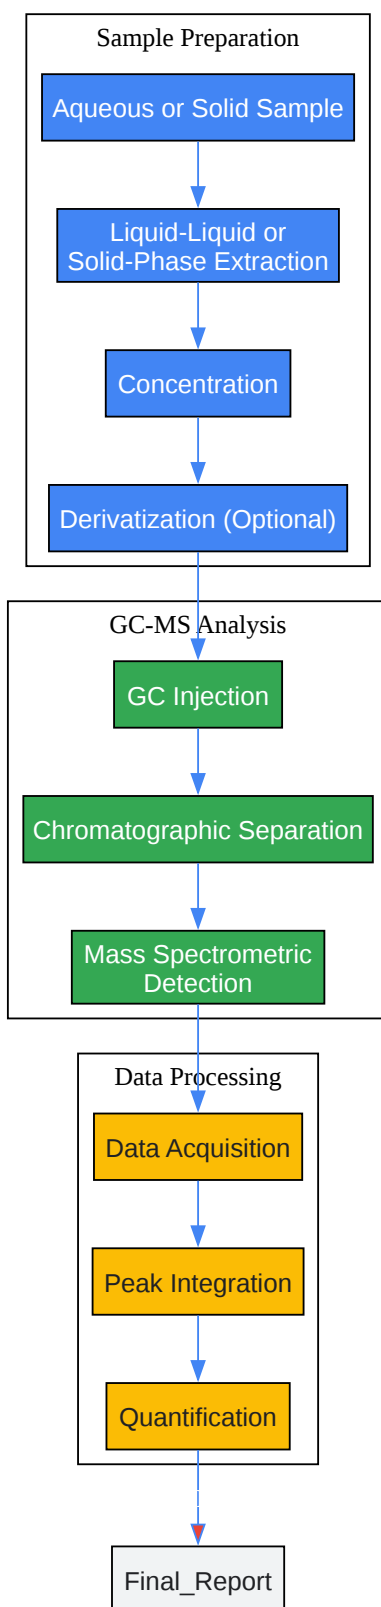 Sample Preparation
Aqueous or Solid Sample
Liquid-Liquid or
Solid-Phase Extraction
Concentration
Derivatization (Optional)
GC-MS Analysis
GC Injection
Chromatographic Separation
Mass Spectrometric
Detection
Data Processing
Data Acquisition
Peak Integration
Quantification
Final_Report